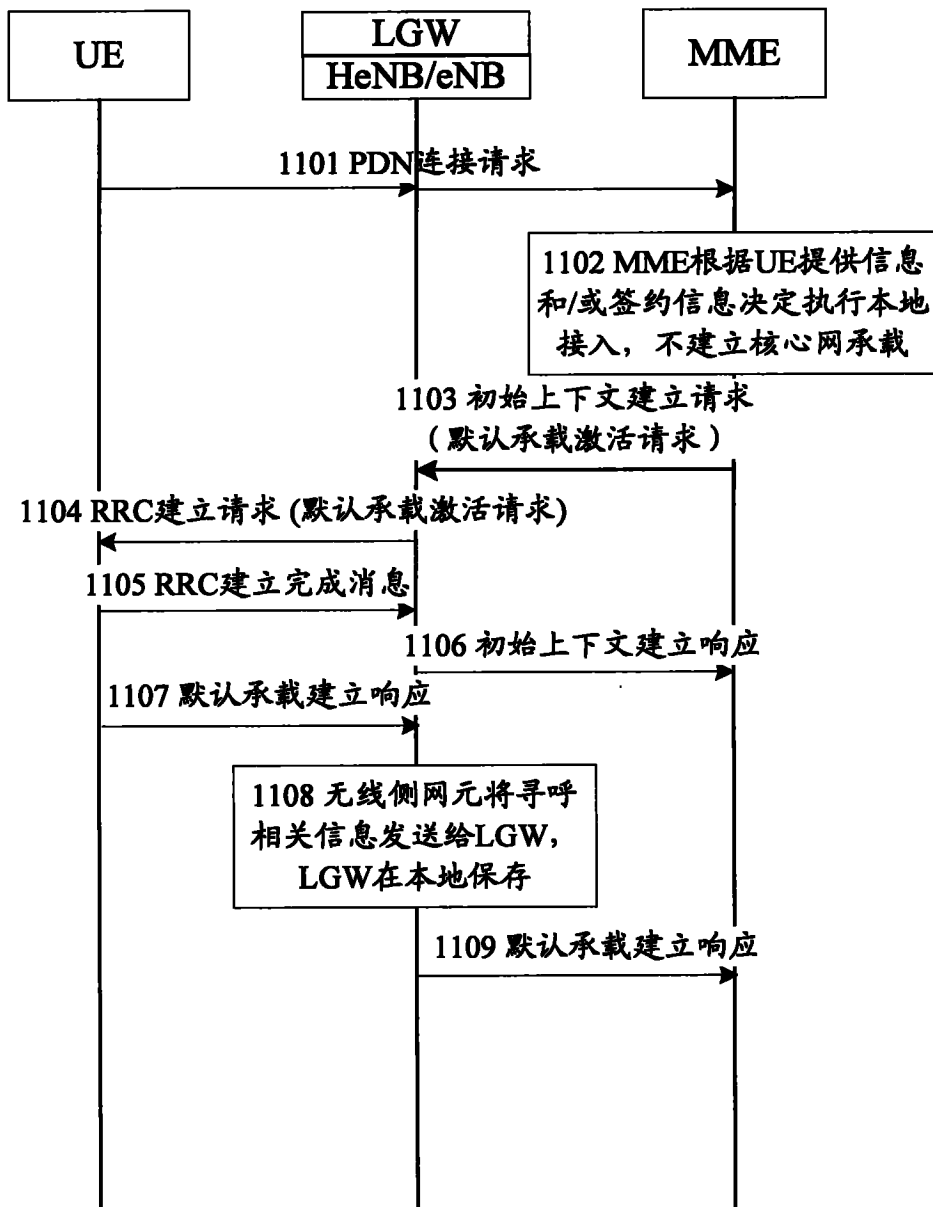 UE
LGW
HeNB/eNB
MME
1101 PDN连接请求
1102 MME根据UE提供信息
和/或签约信息决定执行本地
接入，不建立核心网承载
1103 初始上下文建立请求
（默认承载激活请求）
1104 RRC建立请求 (默认承载激活请求)
1105 RRC建立完成消息
1106 初始上下文建立响应
1107 默认承载建立响应
1108 无线侧网元将寻呼
相关信息发送给LGW，
LGW在本地保存
1109 默认承载建立响应